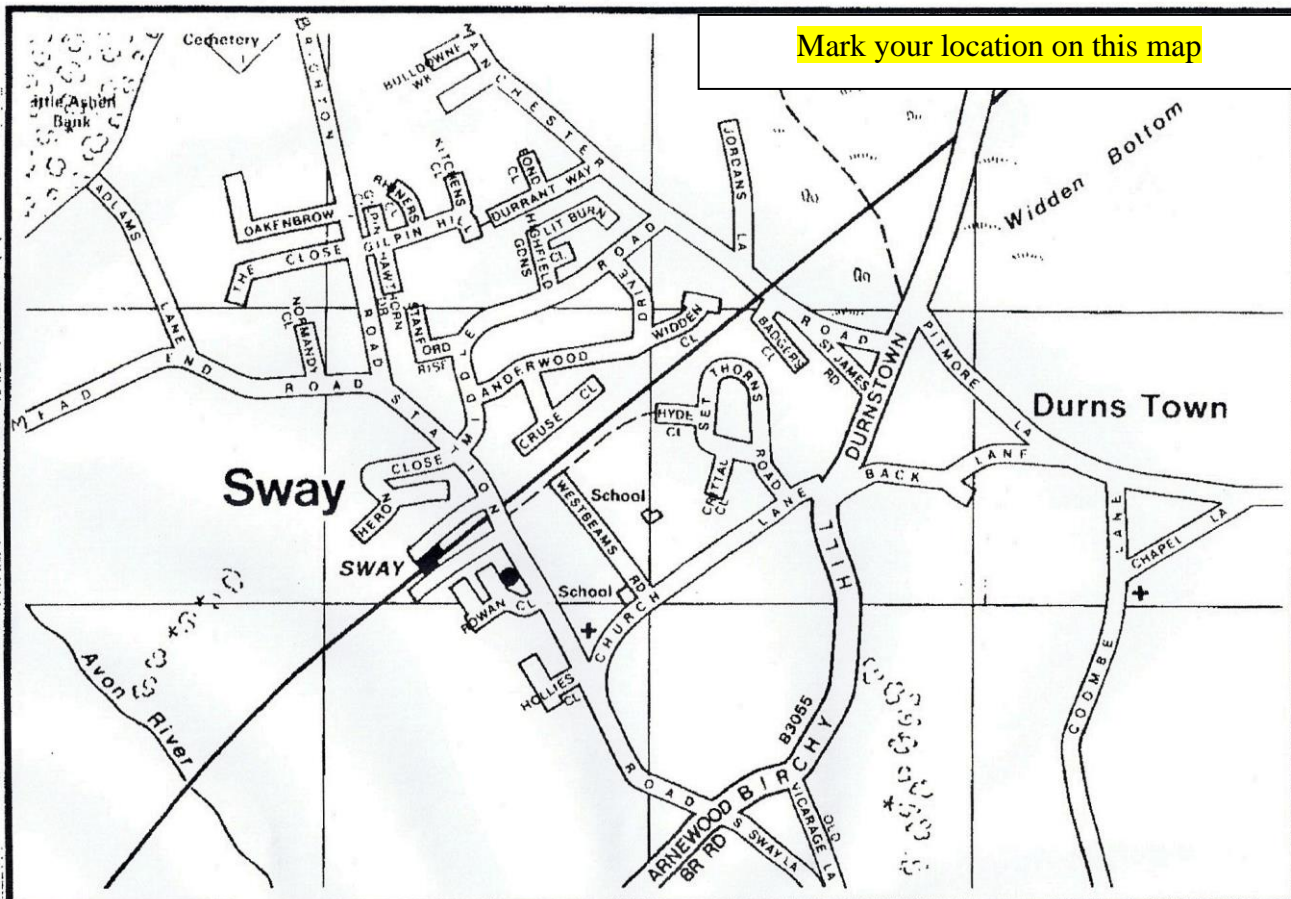 Mark your location on this map
Cemetery
BRIGHTON
ROAD
BULLDOWNE
WK
MANCHESTER
ROAD
Bank
ADLAMS
LANE
OAKENBROW
THE CLOSE
GILPIN HILL
KITCHENS
CL
BOND
CL
DURRANT WAY
LIT BURN
HIGHFIELD
GDNS
CL
JORDANS
LA
Widden Bottom
HAWTHORN
DR
NORMANDY
CL
STANFORD
RISE
MIDDLE
ROAD
DRIVE
WIDDEN
CL
BADGERS
CL
ST JAMES
RD
DURNSTOWN
PITMORE
LA
MEAD END ROAD
STATION
ROAD
CRUSE CL
HYDE
CL
SET THORNS
ROAD
CRITTAL
CL
Durns Town
BACK LANE
Sway
HERON
CLOSE
SWAY
WESTBEAMS
RD
School
School
CHURCH LANE
ROWAN CL
HOLLIES
CL
BIRCHY
HILL
B3055
COOMBE
LANE
CHAPEL
LA
Avon River
ARNEWOOD
BR RD
S SWAY LA
OLD
VICARAGE LA